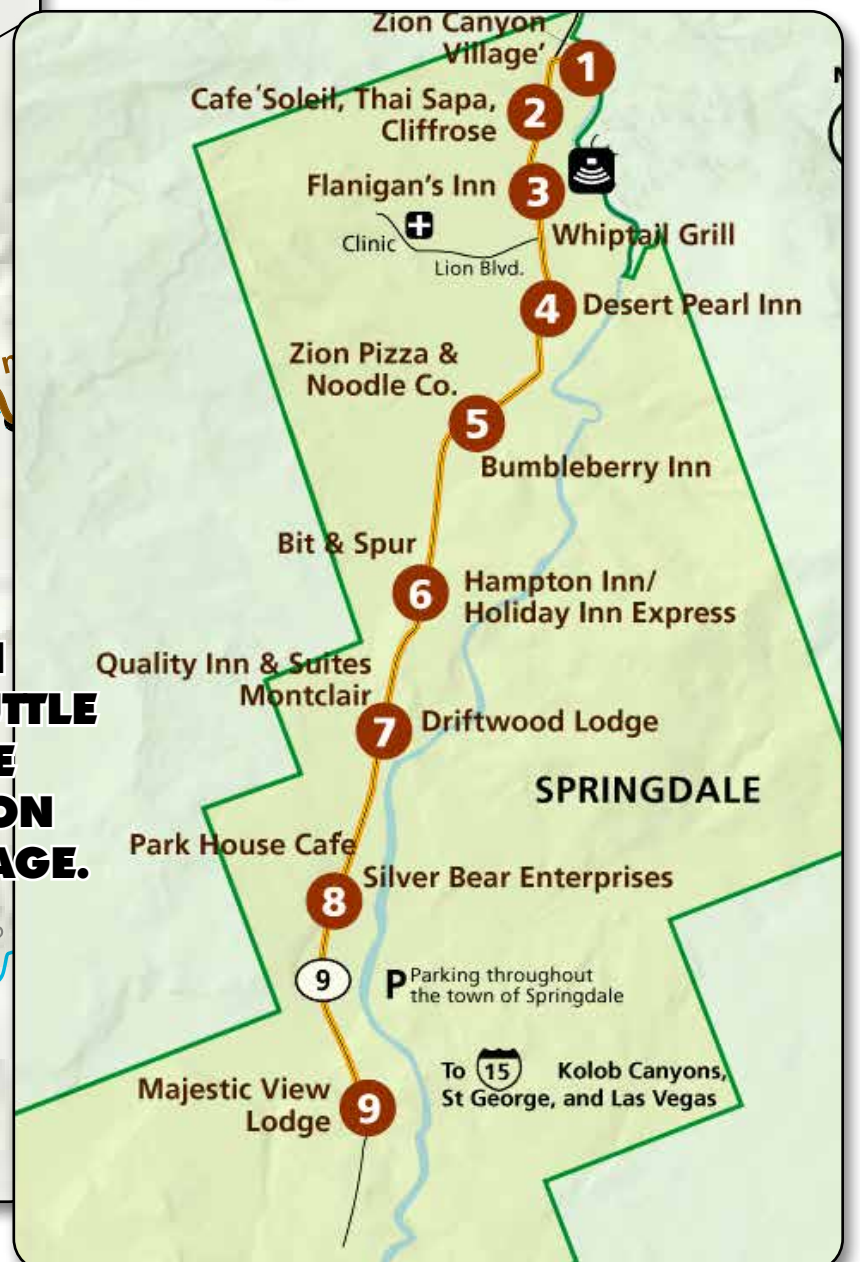 Zion Canyon
Village'
1
Cafe´Soleil, Thai Sapa,
Cliffrose
2
Flanigan's Inn
3
Whiptail Grill
Clinic
Lion Blvd.
4
Desert Pearl Inn
Zion Pizza &
Noodle Co.
5
Bumbleberry Inn
Bit & Spur
6
Hampton Inn/
Holiday Inn Express
Quality Inn & Suites
Montclair
7
Driftwood Lodge
SPRINGDALE
Park House Cafe
Silver Bear Enterprises
8
9
P Parking throughout
the town of Springdale
To 15 Kolob Canyons,
St George, and Las Vegas
Majestic View
Lodge
9